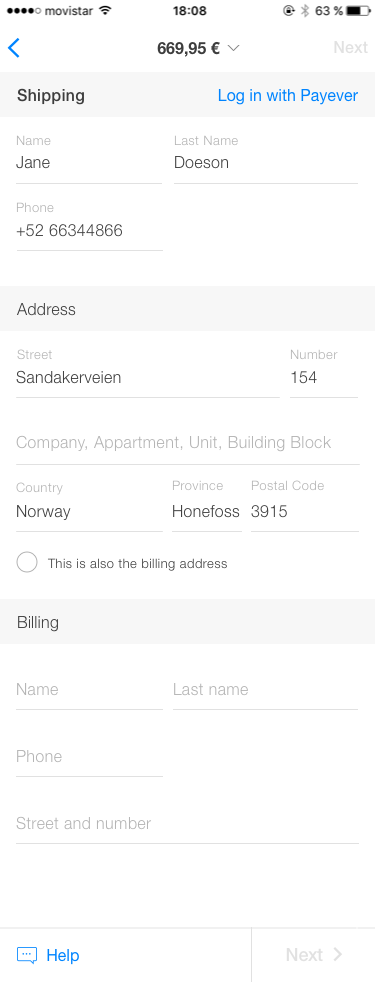 movistar 18:08 63 %
669,95 € Next
Shipping Log in with Payever
Name Last Name
Jane Doeson
Phone
+52 66344866
Address
Street Number
Sandakerveien 154
Company, Appartment, Unit, Building Block
Country Province Postal Code
Norway Honefoss 3915
This is also the billing address
Billing
Name Last name
Phone
Street and number
Help Next